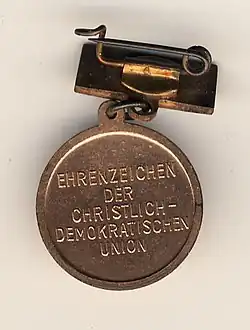 EHRENZEICHEN
DER
CHRISTLICH-
DEMOKRATISCHEN
UNION